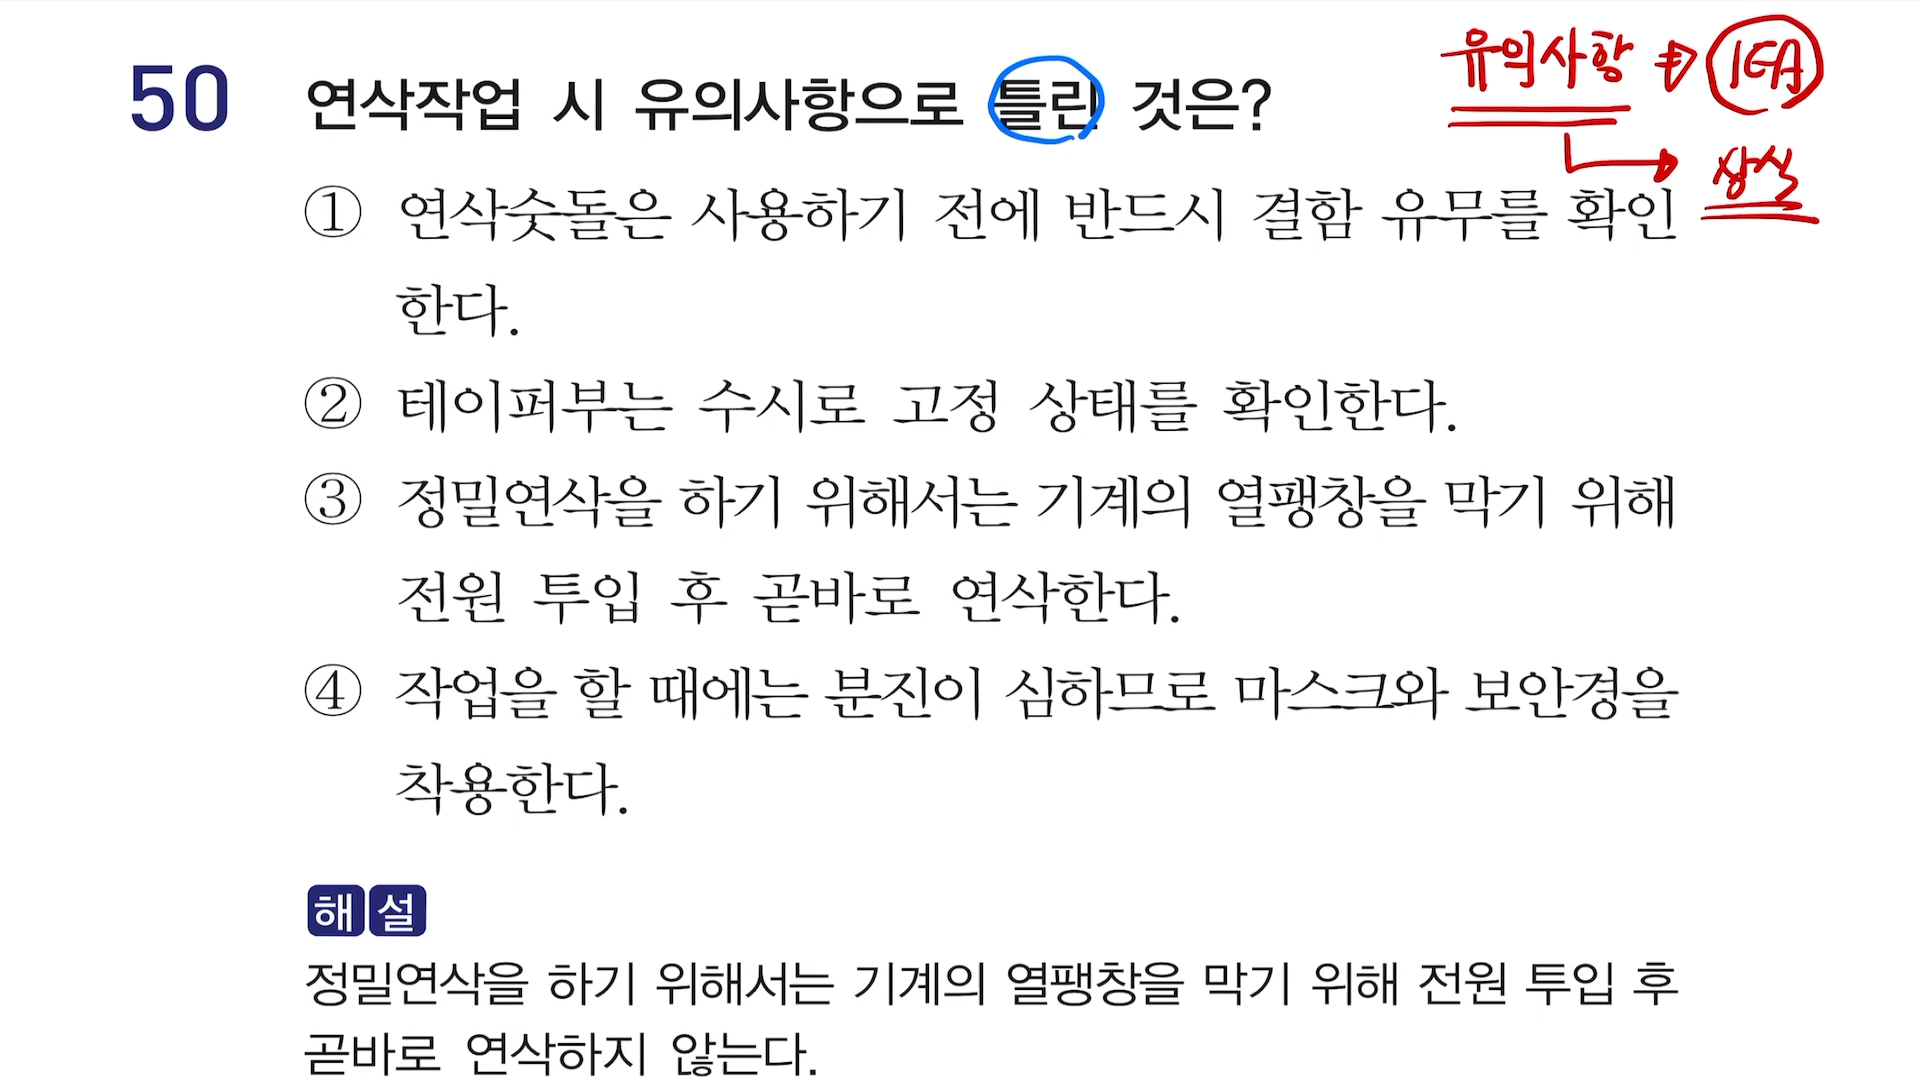 50 연삭작업 시 유의사항으로 틀린 것은?
유의사항 ⇒ 1문제
상식
① 연삭숫돌은 사용하기 전에 반드시 결함 유무를 확인
한다.
② 테이퍼부는 수시로 고정 상태를 확인한다.
③ 정밀연삭을 하기 위해서는 기계의 열팽창을 막기 위해
전원 투입 후 곧바로 연삭한다.
④ 작업을 할 때에는 분진이 심하므로 마스크와 보안경을
착용한다.
해설
정밀연삭을 하기 위해서는 기계의 열팽창을 막기 위해 전원 투입 후
곧바로 연삭하지 않는다.